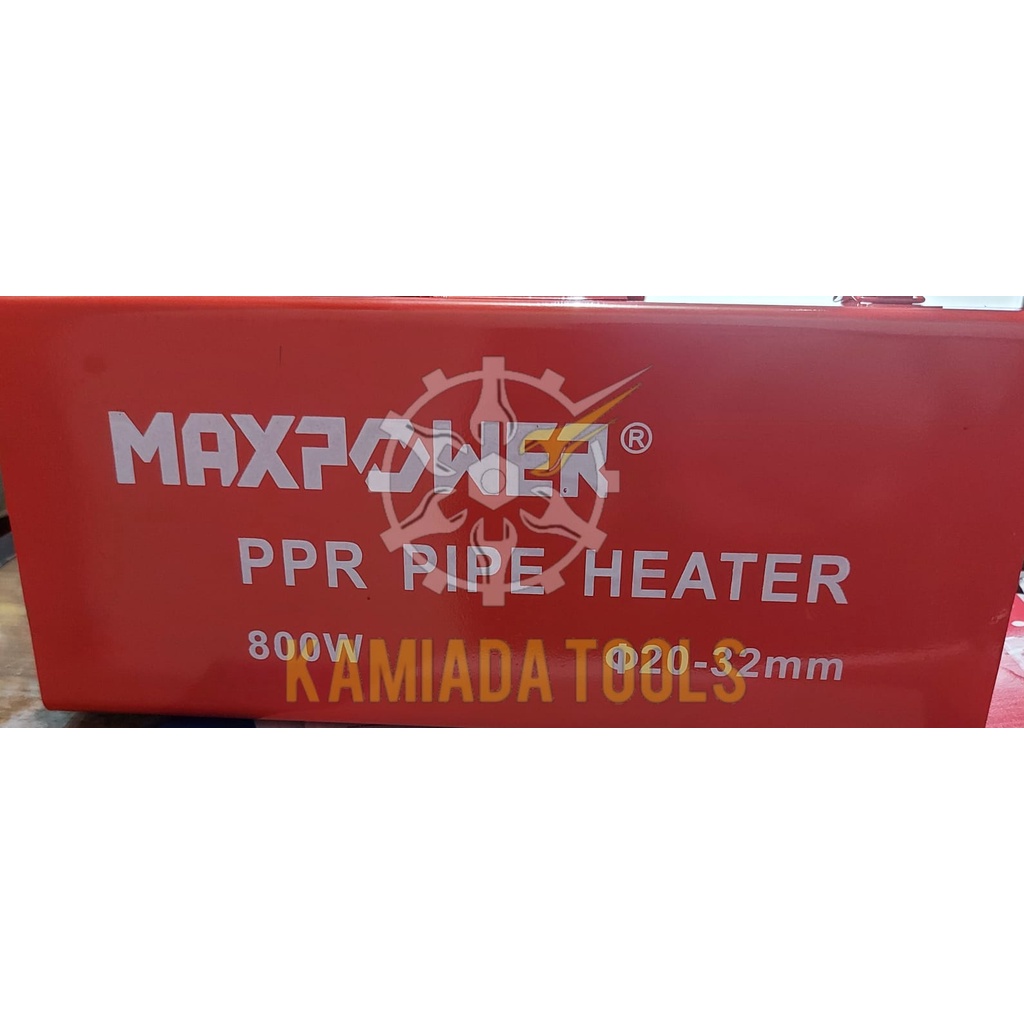 MAXPOWER®
PPR PIPE HEATER
800W Φ20-32mm
KAMIADA TOOLS